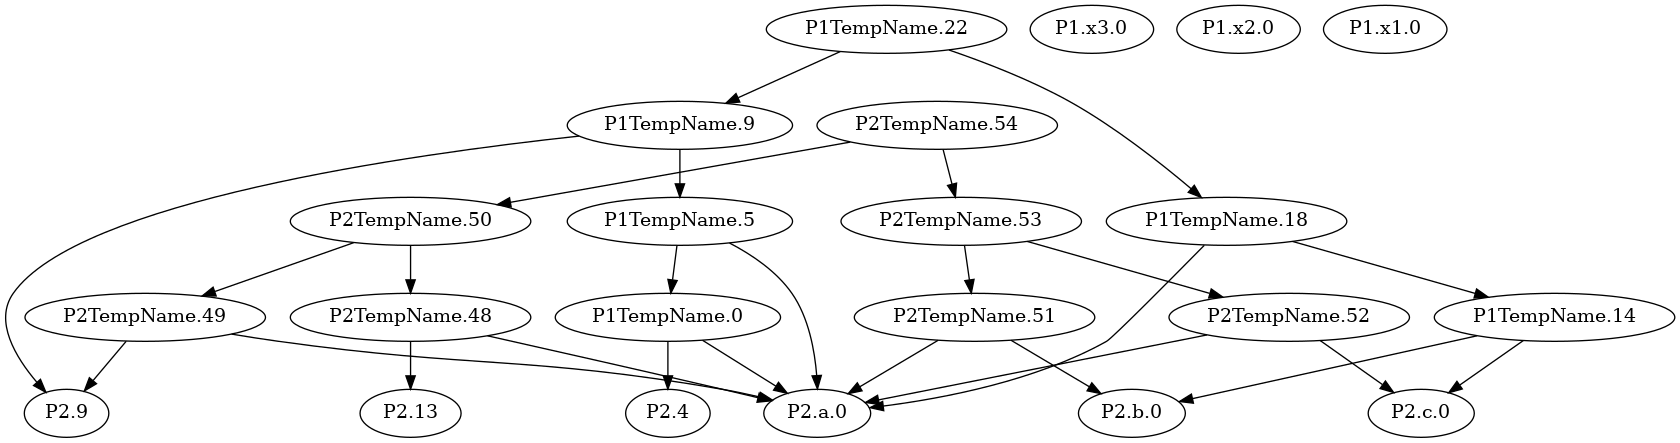 P1TempName.22
P1.x3.0
P1.x2.0
P1.x1.0
P1TempName.9
P2TempName.54
P2TempName.50
P1TempName.5
P2TempName.53
P1TempName.18
P2TempName.49
P2TempName.48
P1TempName.0
P2TempName.51
P2TempName.52
P1TempName.14
P2.9
P2.13
P2.4
P2.a.0
P2.b.0
P2.c.0